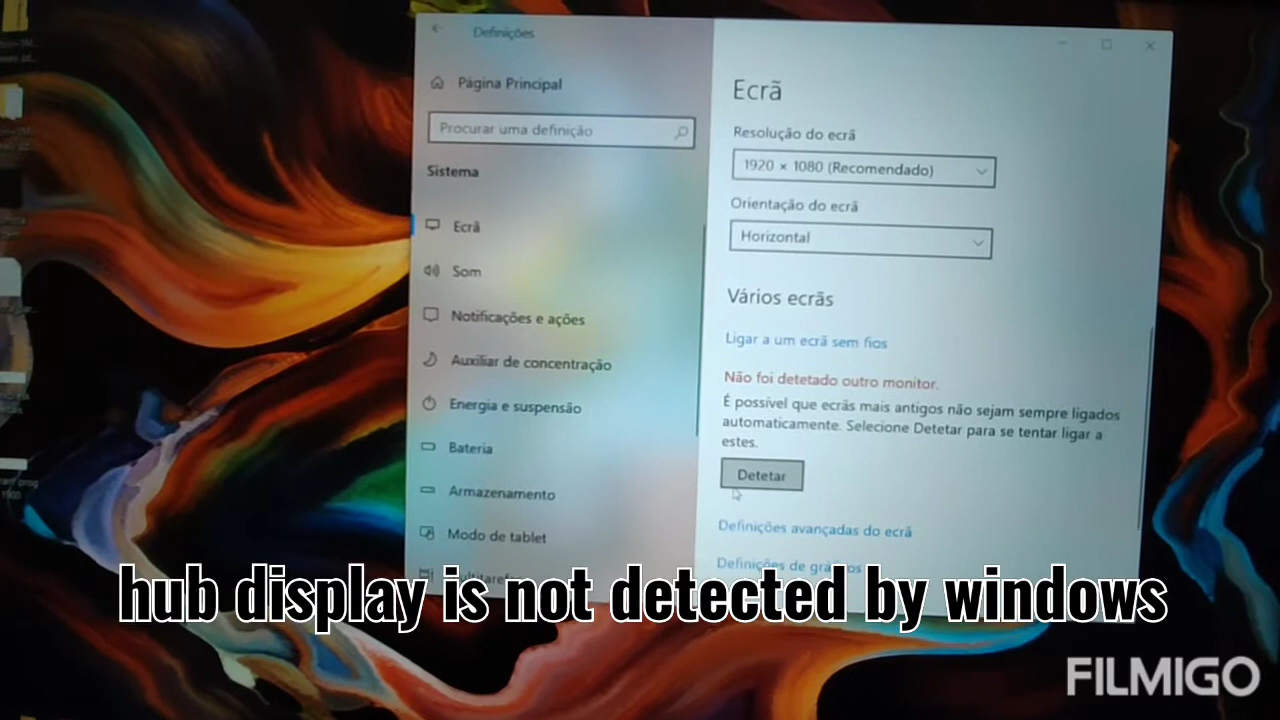 Definições
Página Principal
Procurar uma definição
Sistema
Ecrã
Som
Notificações e ações
Auxiliar de concentração
Energia e suspensão
Bateria
Armazenamento
Modo de tablet
Ecrã
Resolução do ecrã
1920 × 1080 (Recomendado)
Orientação do ecrã
Horizontal
Vários ecrãs
Ligar a um ecrã sem fios
Não foi detetado outro monitor.
É possível que ecrãs mais antigos não sejam sempre ligados
automaticamente. Selecione Detetar para se tentar ligar a
estes.
Detetar
Definições avançadas do ecrã
Definições de gráficos
hub display is not detected by windows
FILMIGO